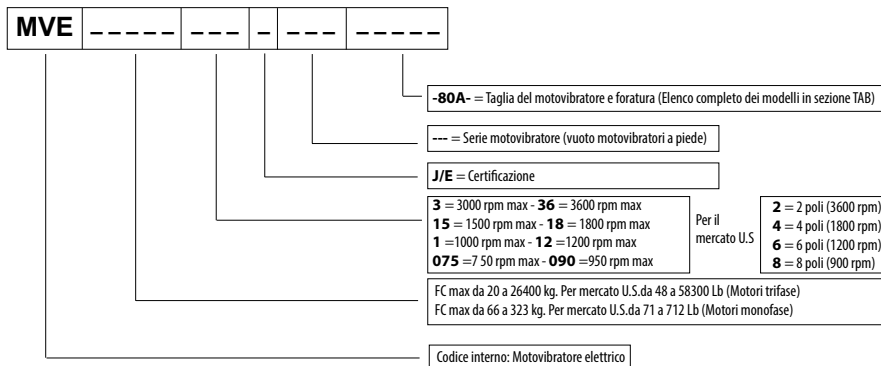 MVE _ _ _ _ _ _ _ _ _ _ _ _ _ _ _ _ _
-80A- = Taglia del motovibratore e foratura (Elenco completo dei modelli in sezione TAB)
--- = Serie motovibratore (vuoto motovibratori a piede)
J/E = Certificazione
3 = 3000 rpm max - 36 = 3600 rpm max
15 = 1500 rpm max - 18 = 1800 rpm max
1 =1000 rpm max - 12 =1200 rpm max
075 =7 50 rpm max - 090 =950 rpm max
Per il
mercato U.S
2 = 2 poli (3600 rpm)
4 = 4 poli (1800 rpm)
6 = 6 poli (1200 rpm)
8 = 8 poli (900 rpm)
FC max da 20 a 26400 kg. Per mercato U.S.da 48 a 58300 Lb (Motori trifase)
FC max da 66 a 323 kg. Per mercato U.S.da 71 a 712 Lb (Motori monofase)
Codice interno: Motovibratore elettrico